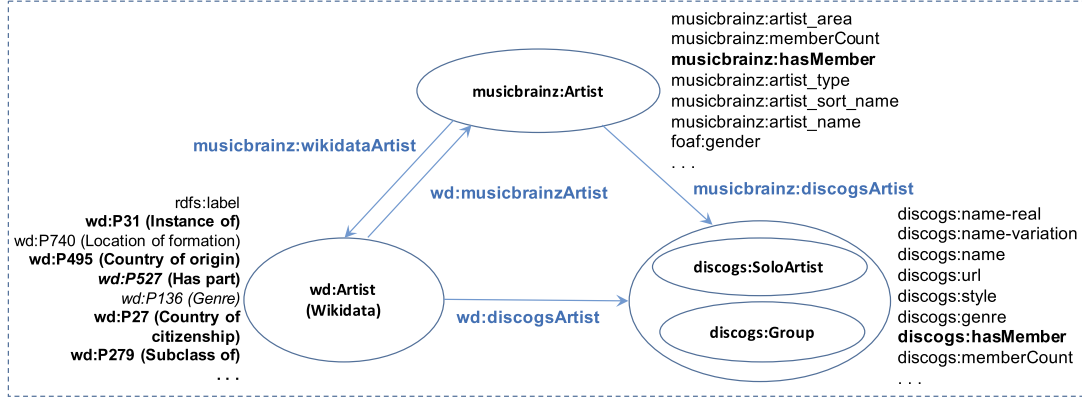 musicbrainz:artist_area
musicbrainz:memberCount
musicbrainz:hasMember
musicbrainz:artist_type
musicbrainz:artist_sort_name
musicbrainz:artist_name
foaf:gender
. . .
musicbrainz:Artist
musicbrainz:wikidataArtist
wd:musicbrainzArtist
musicbrainz:discogsArtist
rdfs:label
wd:P31 (Instance of)
wd:P740 (Location of formation)
wd:P495 (Country of origin)
wd:P527 (Has part)
wd:P136 (Genre)
wd:P27 (Country of
citizenship)
wd:P279 (Subclass of)
. . .
wd:Artist
(Wikidata)
wd:discogsArtist
discogs:SoloArtist
discogs:Group
discogs:name-real
discogs:name-variation
discogs:name
discogs:url
discogs:style
discogs:genre
discogs:hasMember
discogs:memberCount
. . .